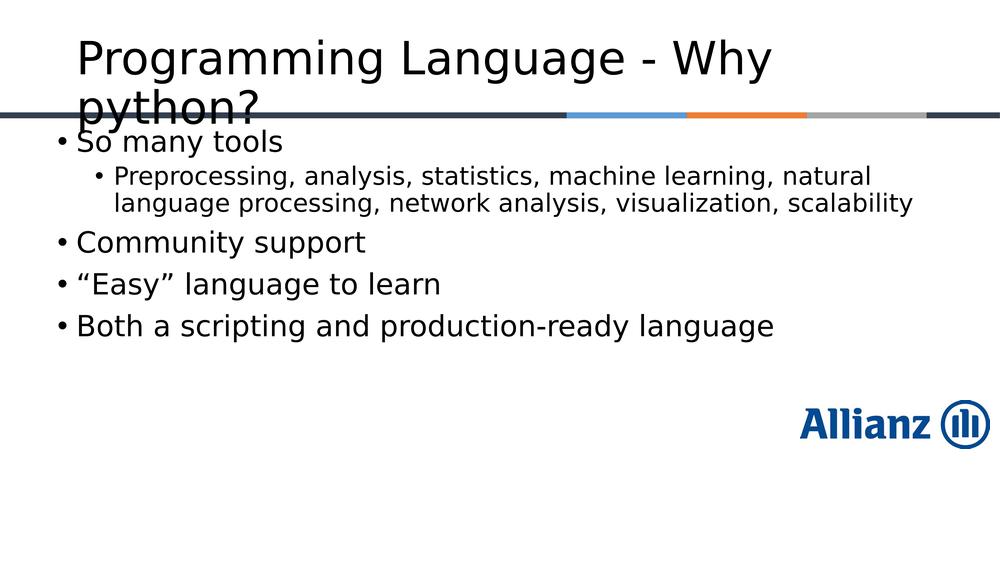 Programming Language - Why
python?
• So many tools
• Preprocessing, analysis, statistics, machine learning, natural
language processing, network analysis, visualization, scalability
• Community support
• “Easy” language to learn
• Both a scripting and production-ready language
Allianz